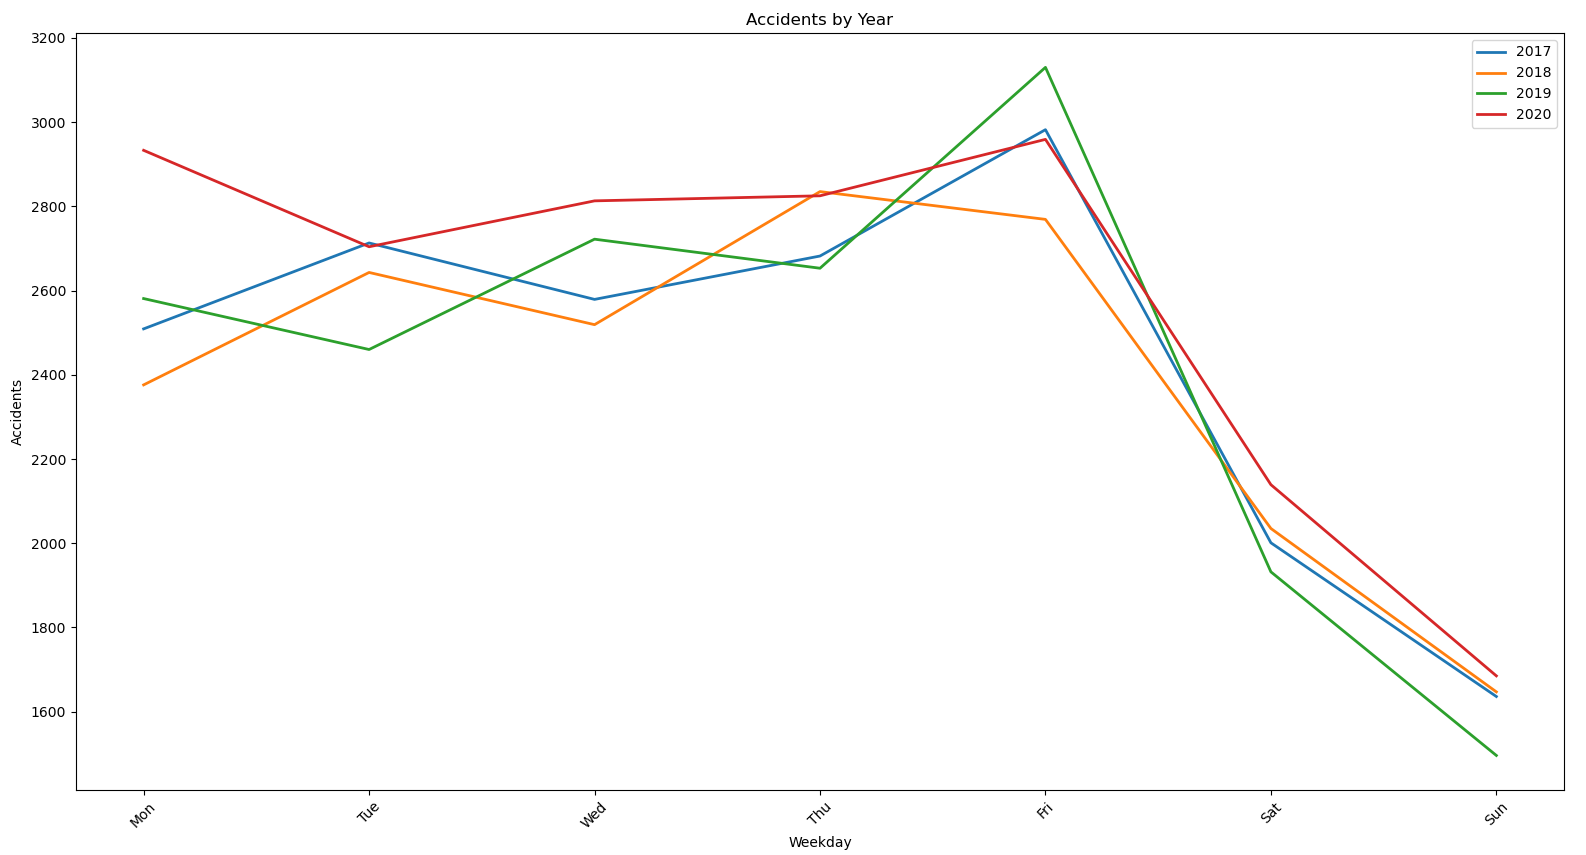 Accidents by Year
3200
3000
2800
2600
2400
2200
2000
1800
1600
Accidents
2017
2018
2019
2020
Mon
Tue
Wed
Thu
Fri
Sat
Sun
Weekday